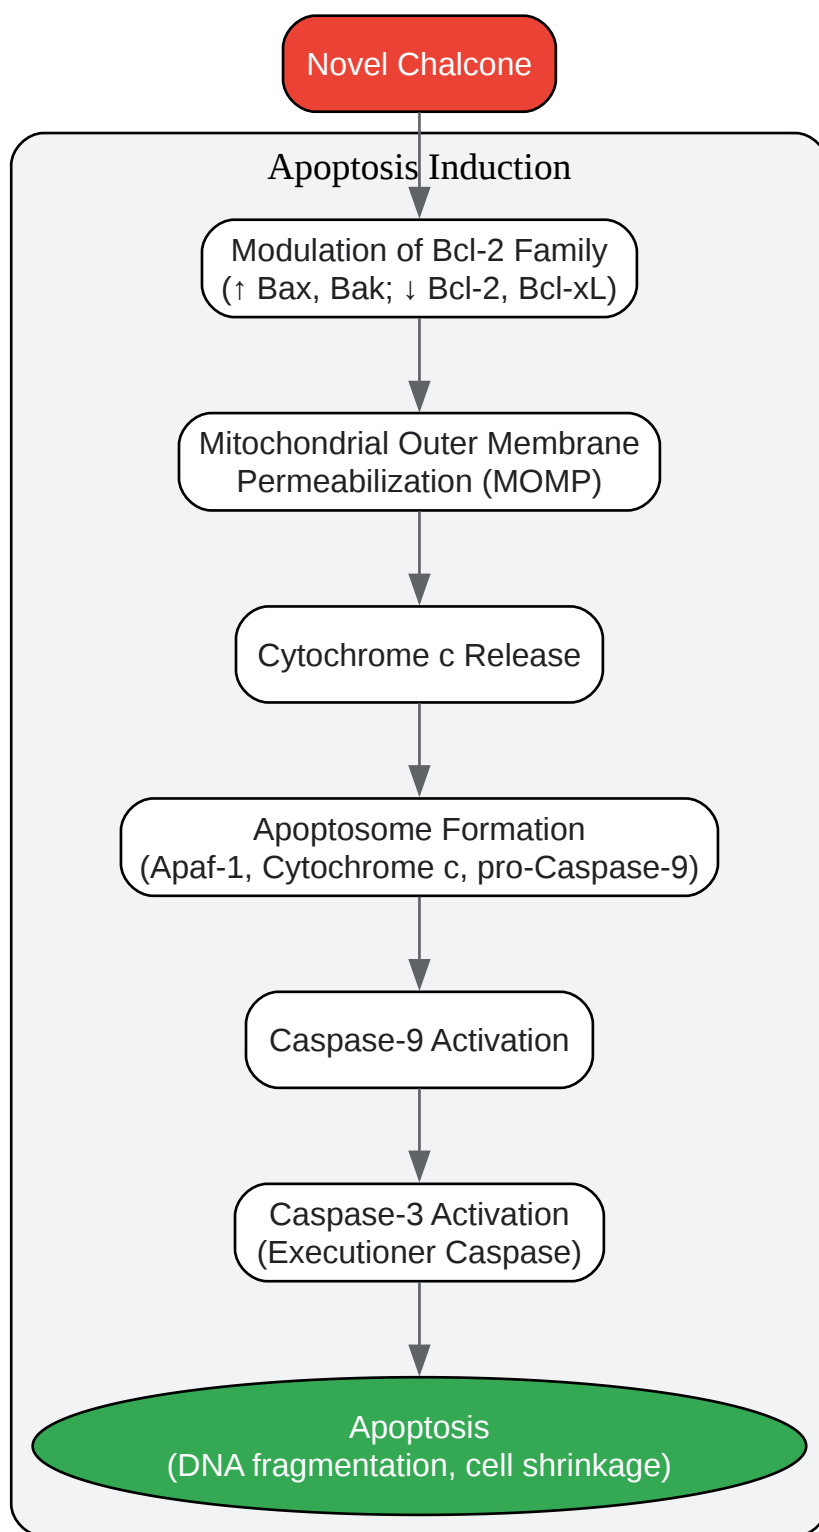 Novel Chalcone
Apoptosis Induction
Modulation of Bcl-2 Family
(↑ Bax, Bak; ↓ Bcl-2, Bcl-xL)
Mitochondrial Outer Membrane
Permeabilization (MOMP)
Cytochrome c Release
Apoptosome Formation
(Apaf-1, Cytochrome c, pro-Caspase-9)
Caspase-9 Activation
Caspase-3 Activation
(Executioner Caspase)
Apoptosis
(DNA fragmentation, cell shrinkage)